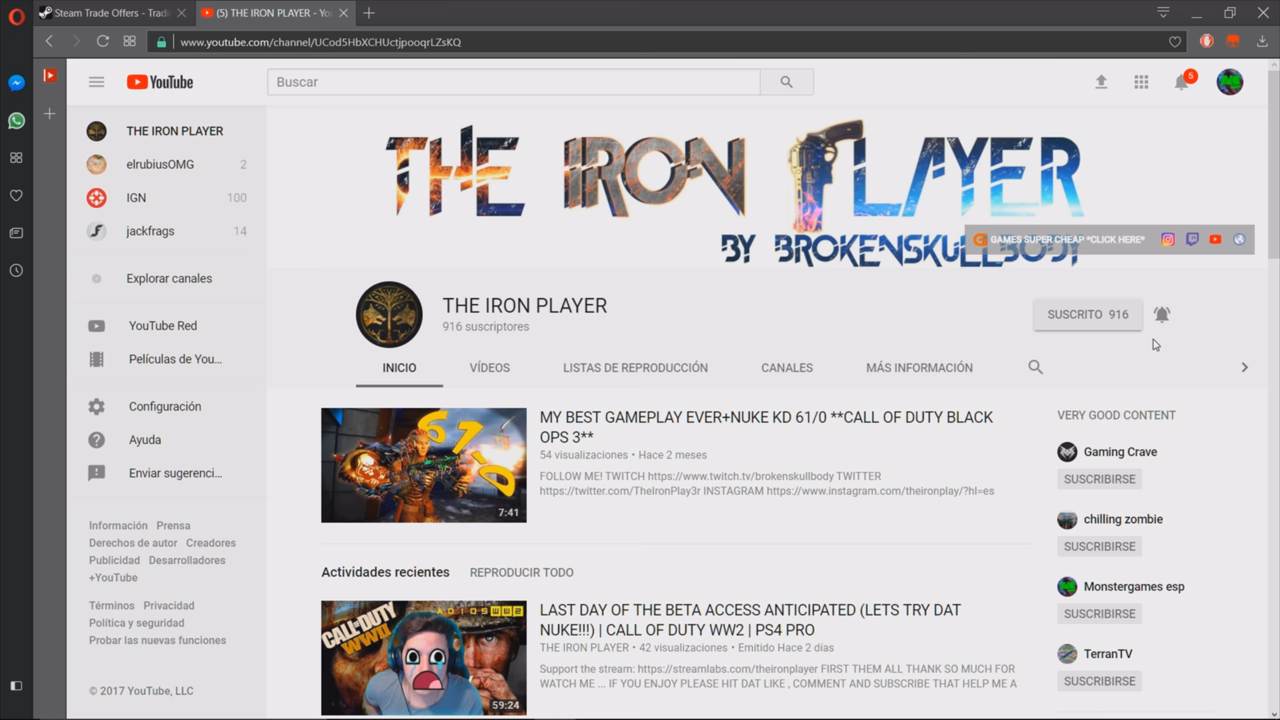 Steam Trade Offers - Tradi
(5) THE IRON PLAYER - Yo
www.youtube.com/channel/UCod5HbXCHUctjpooqrLZsKQ
YouTube
Buscar
5
THE IRON PLAYER
elrubiusOMG 2
IGN 100
jackfrags 14
Explorar canales
YouTube Red
Películas de You...
Configuración
Ayuda
Enviar sugerenci...
Información Prensa
Derechos de autor Creadores
Publicidad Desarrolladores
+YouTube
Términos Privacidad
Política y seguridad
Probar las nuevas funciones
© 2017 YouTube, LLC
THE IRON PLAYER
BY BROKENSKULLBODY
GAMES SUPER CHEAP *CLICK HERE*
THE IRON PLAYER
916 suscriptores
SUSCRITO 916
INICIO VÍDEOS LISTAS DE REPRODUCCIÓN CANALES MÁS INFORMACIÓN
61/0
7:41
MY BEST GAMEPLAY EVER+NUKE KD 61/0 **CALL OF DUTY BLACK
OPS 3**
54 visualizaciones • Hace 2 meses
FOLLOW ME! TWITCH https://www.twitch.tv/brokenskullbody TWITTER
https://twitter.com/TheIronPlay3r INSTAGRAM https://www.instagram.com/theironplay/?hl=es
Actividades recientes REPRODUCIR TODO
CALL OF DUTY
WWII
ADIOS WW2
59:24
LAST DAY OF THE BETA ACCESS ANTICIPATED (LETS TRY DAT
NUKE!!!) | CALL OF DUTY WW2 | PS4 PRO
THE IRON PLAYER • 42 visualizaciones • Emitido Hace 2 días
Support the stream: https://streamlabs.com/theironplayer FIRST THEM ALL THANK SO MUCH FOR
WATCH ME ... IF YOU ENJOY PLEASE HIT DAT LIKE , COMMENT AND SUBSCRIBE THAT HELP ME A
VERY GOOD CONTENT
Gaming Crave
SUSCRIBIRSE
chilling zombie
SUSCRIBIRSE
Monstergames esp
SUSCRIBIRSE
TerranTV
SUSCRIBIRSE